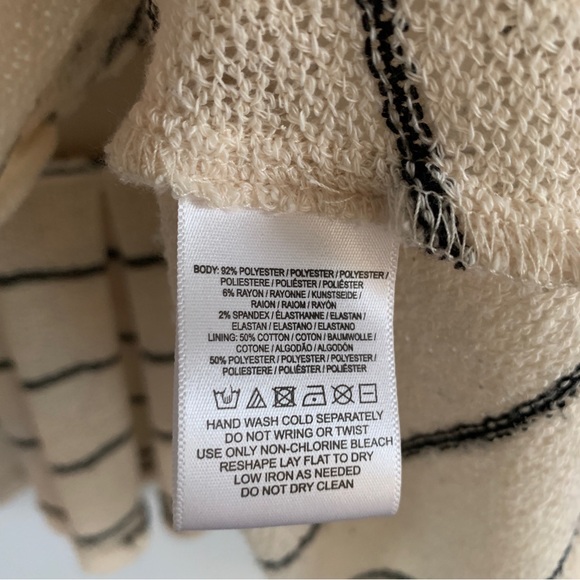 BODY: 92% POLYESTER / POLYESTER / POLYESTER /
POLIESTERE / POLIÉSTER / POLIÉSTER
6% RAYON / RAYONNE / KUNSTSEIDE /
RAION / RAIOM / RAYÓN
2% SPANDEX / ÉLASTHANNE / ELASTAN /
ELASTAN / ELASTANO / ELASTANO
LINING: 50% COTTON / COTON / BAUMWOLLE /
COTONE / ALGODÃO / ALGODÓN
50% POLYESTER / POLYESTER / POLYESTER /
POLIESTERE / POLIÉSTER / POLIÉSTER
HAND WASH COLD SEPARATELY
DO NOT WRING OR TWIST
USE ONLY NON-CHLORINE BLEACH
RESHAPE LAY FLAT TO DRY
LOW IRON AS NEEDED
DO NOT DRY CLEAN